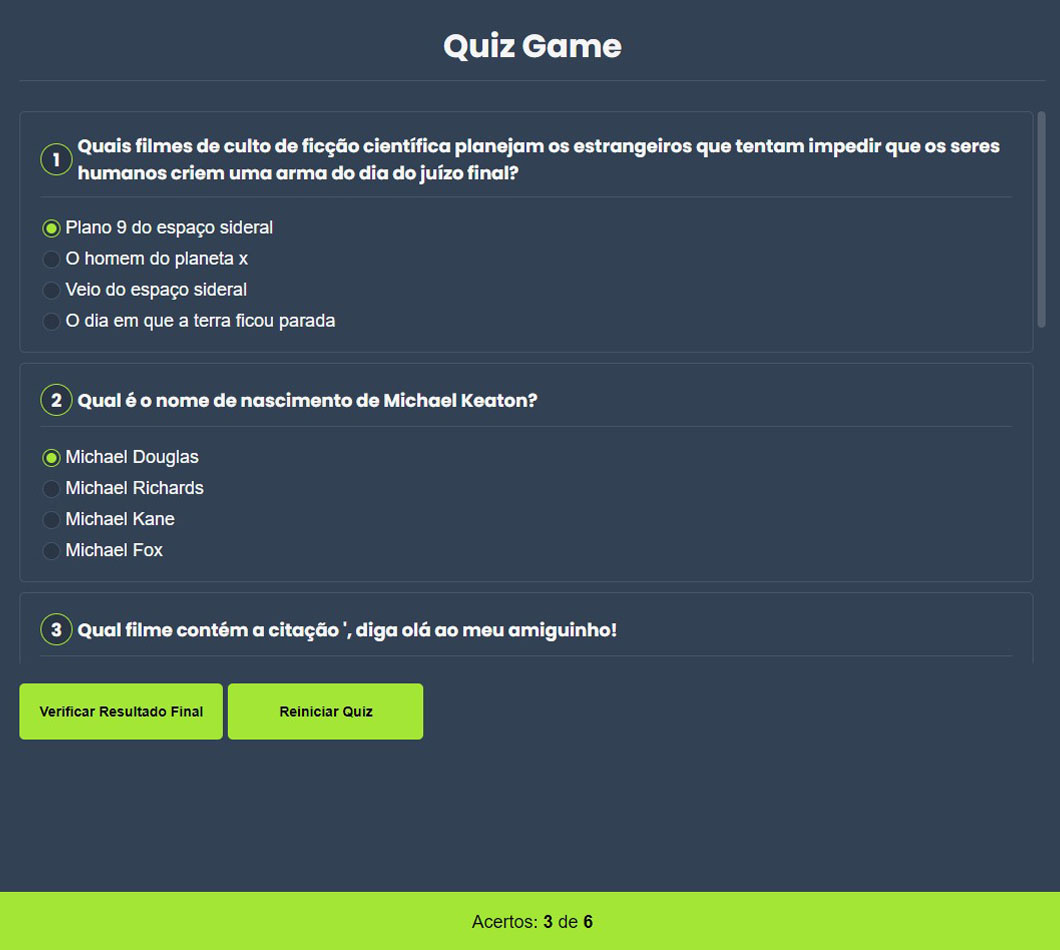 Quiz Game
1 Quais filmes de culto de ficção científica planejam os estrangeiros que tentam impedir que os seres
humanos criem uma arma do dia do juízo final?
Plano 9 do espaço sideral
O homem do planeta x
Veio do espaço sideral
O dia em que a terra ficou parada
2 Qual é o nome de nascimento de Michael Keaton?
Michael Douglas
Michael Richards
Michael Kane
Michael Fox
3 Qual filme contém a citação ', diga olá ao meu amiguinho!
Verificar Resultado Final
Reiniciar Quiz
Acertos: 3 de 6